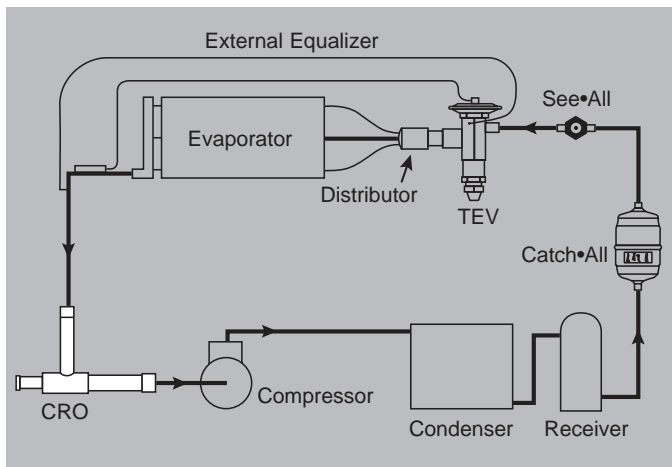 External Equalizer
See•All
Evaporator
Distributor
TEV
Catch•All
CRO
Compressor
Condenser
Receiver